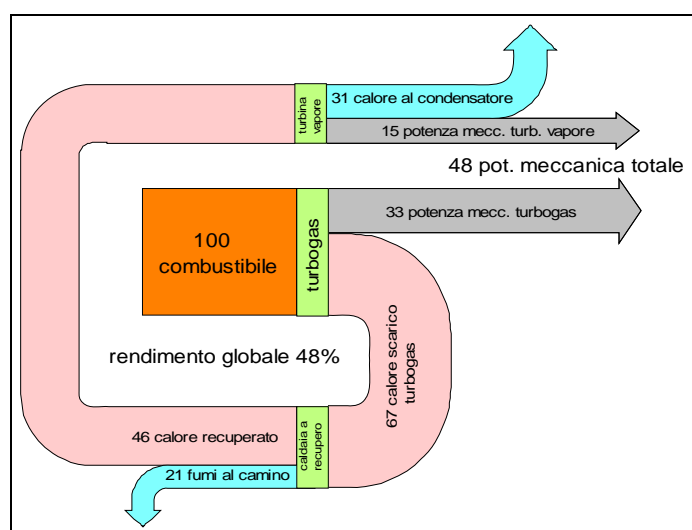 31 calore al condensatore
turbina
vapore
15 potenza mecc. turb. vapore
48 pot. meccanica totale
33 potenza mecc. turbogas
100
combustibile
turbogas
rendimento globale 48%
67 calore scarico
turbogas
46 calore recuperato
caldaia a
recupero
21 fumi al camino